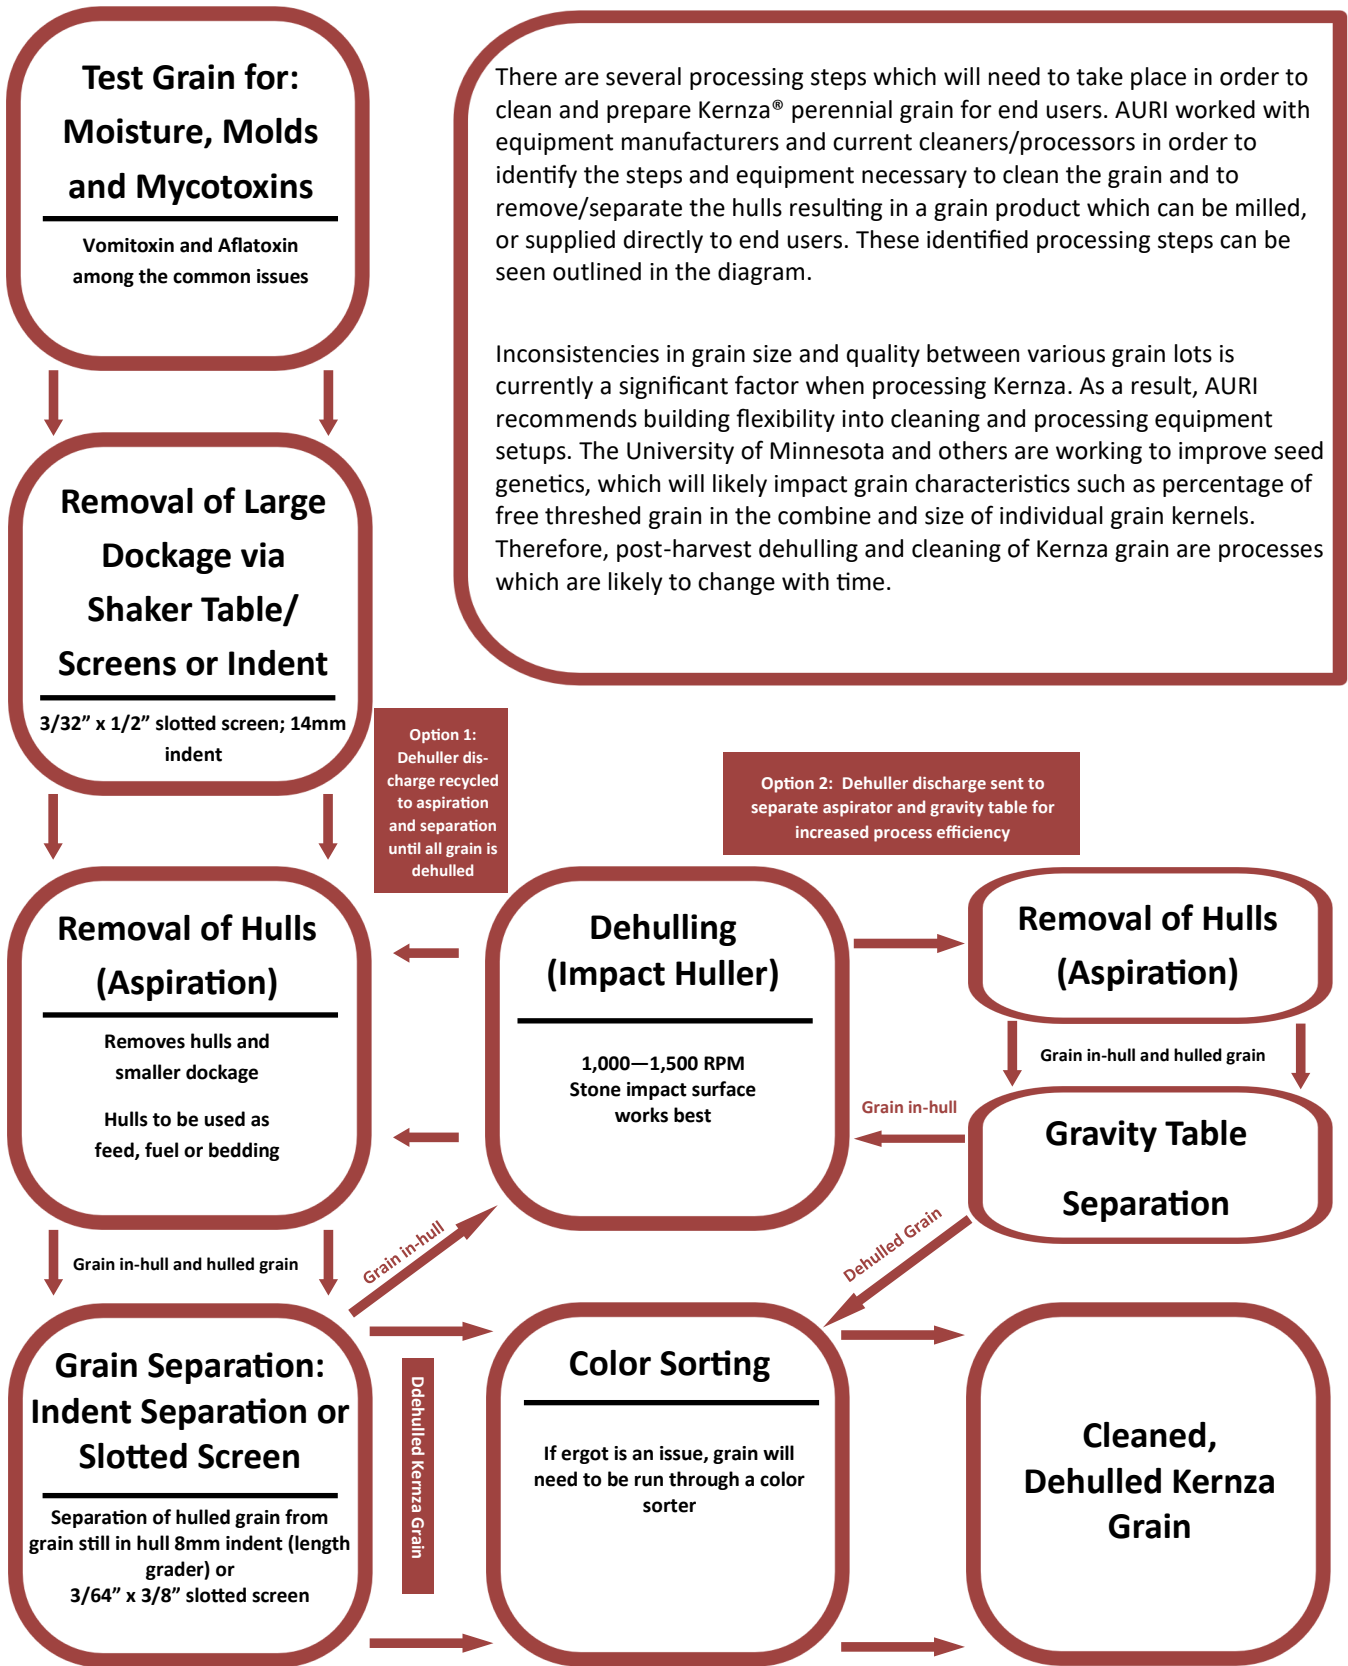 Test Grain for:
Moisture, Molds
and Mycotoxins
Vomitoxin and Aflatoxin
among the common issues
There are several processing steps which will need to take place in order to
clean and prepare Kernza® perennial grain for end users. AURI worked with
equipment manufacturers and current cleaners/processors in order to
identify the steps and equipment necessary to clean the grain and to
remove/separate the hulls resulting in a grain product which can be milled,
or supplied directly to end users. These identified processing steps can be
seen outlined in the diagram.
Inconsistencies in grain size and quality between various grain lots is
currently a significant factor when processing Kernza. As a result, AURI
recommends building flexibility into cleaning and processing equipment
setups. The University of Minnesota and others are working to improve seed
genetics, which will likely impact grain characteristics such as percentage of
free threshed grain in the combine and size of individual grain kernels.
Therefore, post-harvest dehulling and cleaning of Kernza grain are processes
which are likely to change with time.
Removal of Large
Dockage via
Shaker Table/
Screens or Indent
3/32” x 1/2” slotted screen; 14mm
indent
Option 1:
Dehuller dis-
charge recycled
to aspiration
and separation
until all grain is
dehulled
Option 2:  Dehuller discharge sent to
separate aspirator and gravity table for
increased process efficiency
Removal of Hulls
(Aspiration)
Removes hulls and
smaller dockage
Hulls to be used as
feed, fuel or bedding
Dehulling
(Impact Huller)
1,000—1,500 RPM
Stone impact surface
works best
Removal of Hulls
(Aspiration)
Grain in-hull and hulled grain
Grain in-hull
Gravity Table
Separation
Grain in-hull and hulled grain
Grain in-hull
Dehulled Grain
Grain Separation:
Indent Separation or
Slotted Screen
Separation of hulled grain from
grain still in hull 8mm indent (length
grader) or
3/64” x 3/8” slotted screen
Ddehulled Kernza Grain
Color Sorting
If ergot is an issue, grain will
need to be run through a color
sorter
Cleaned,
Dehulled Kernza
Grain